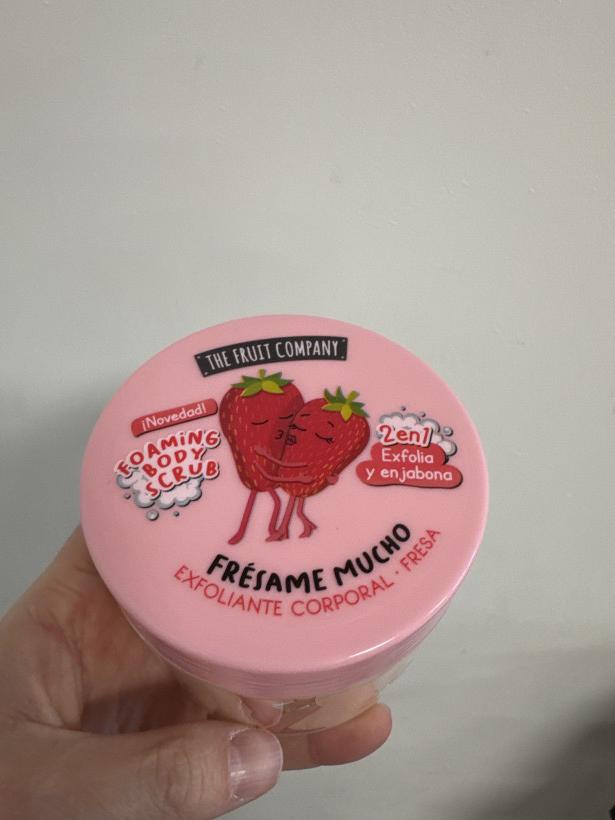 THE FRUIT COMPANY
¡Novedad!
FOAMING
BODY
SCRUB
2en1
Exfolia
y enjabona
FRÉSAME MUCHO
EXFOLIANTE CORPORAL · FRESA